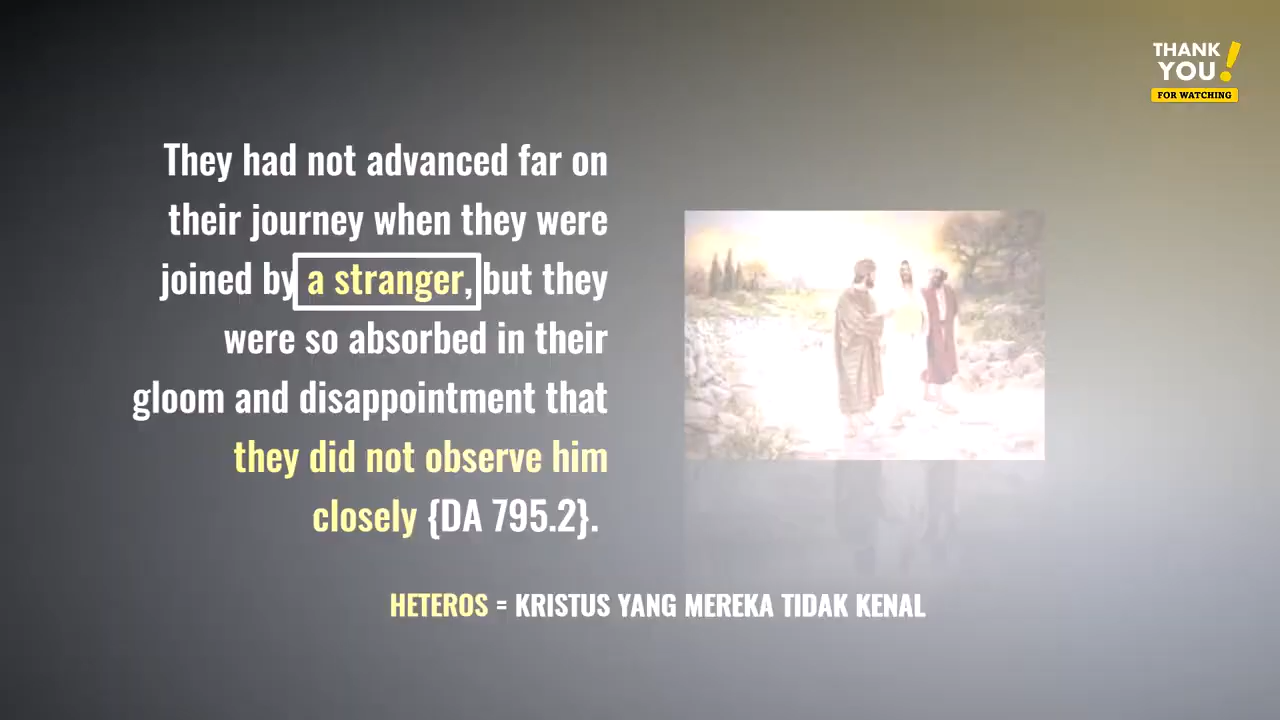 THANK
YOU!
FOR WATCHING
They had not advanced far on
their journey when they were
joined by a stranger, but they
were so absorbed in their
gloom and disappointment that
they did not observe him
closely {DA 795.2}.
HETEROS = KRISTUS YANG MEREKA TIDAK KENAL